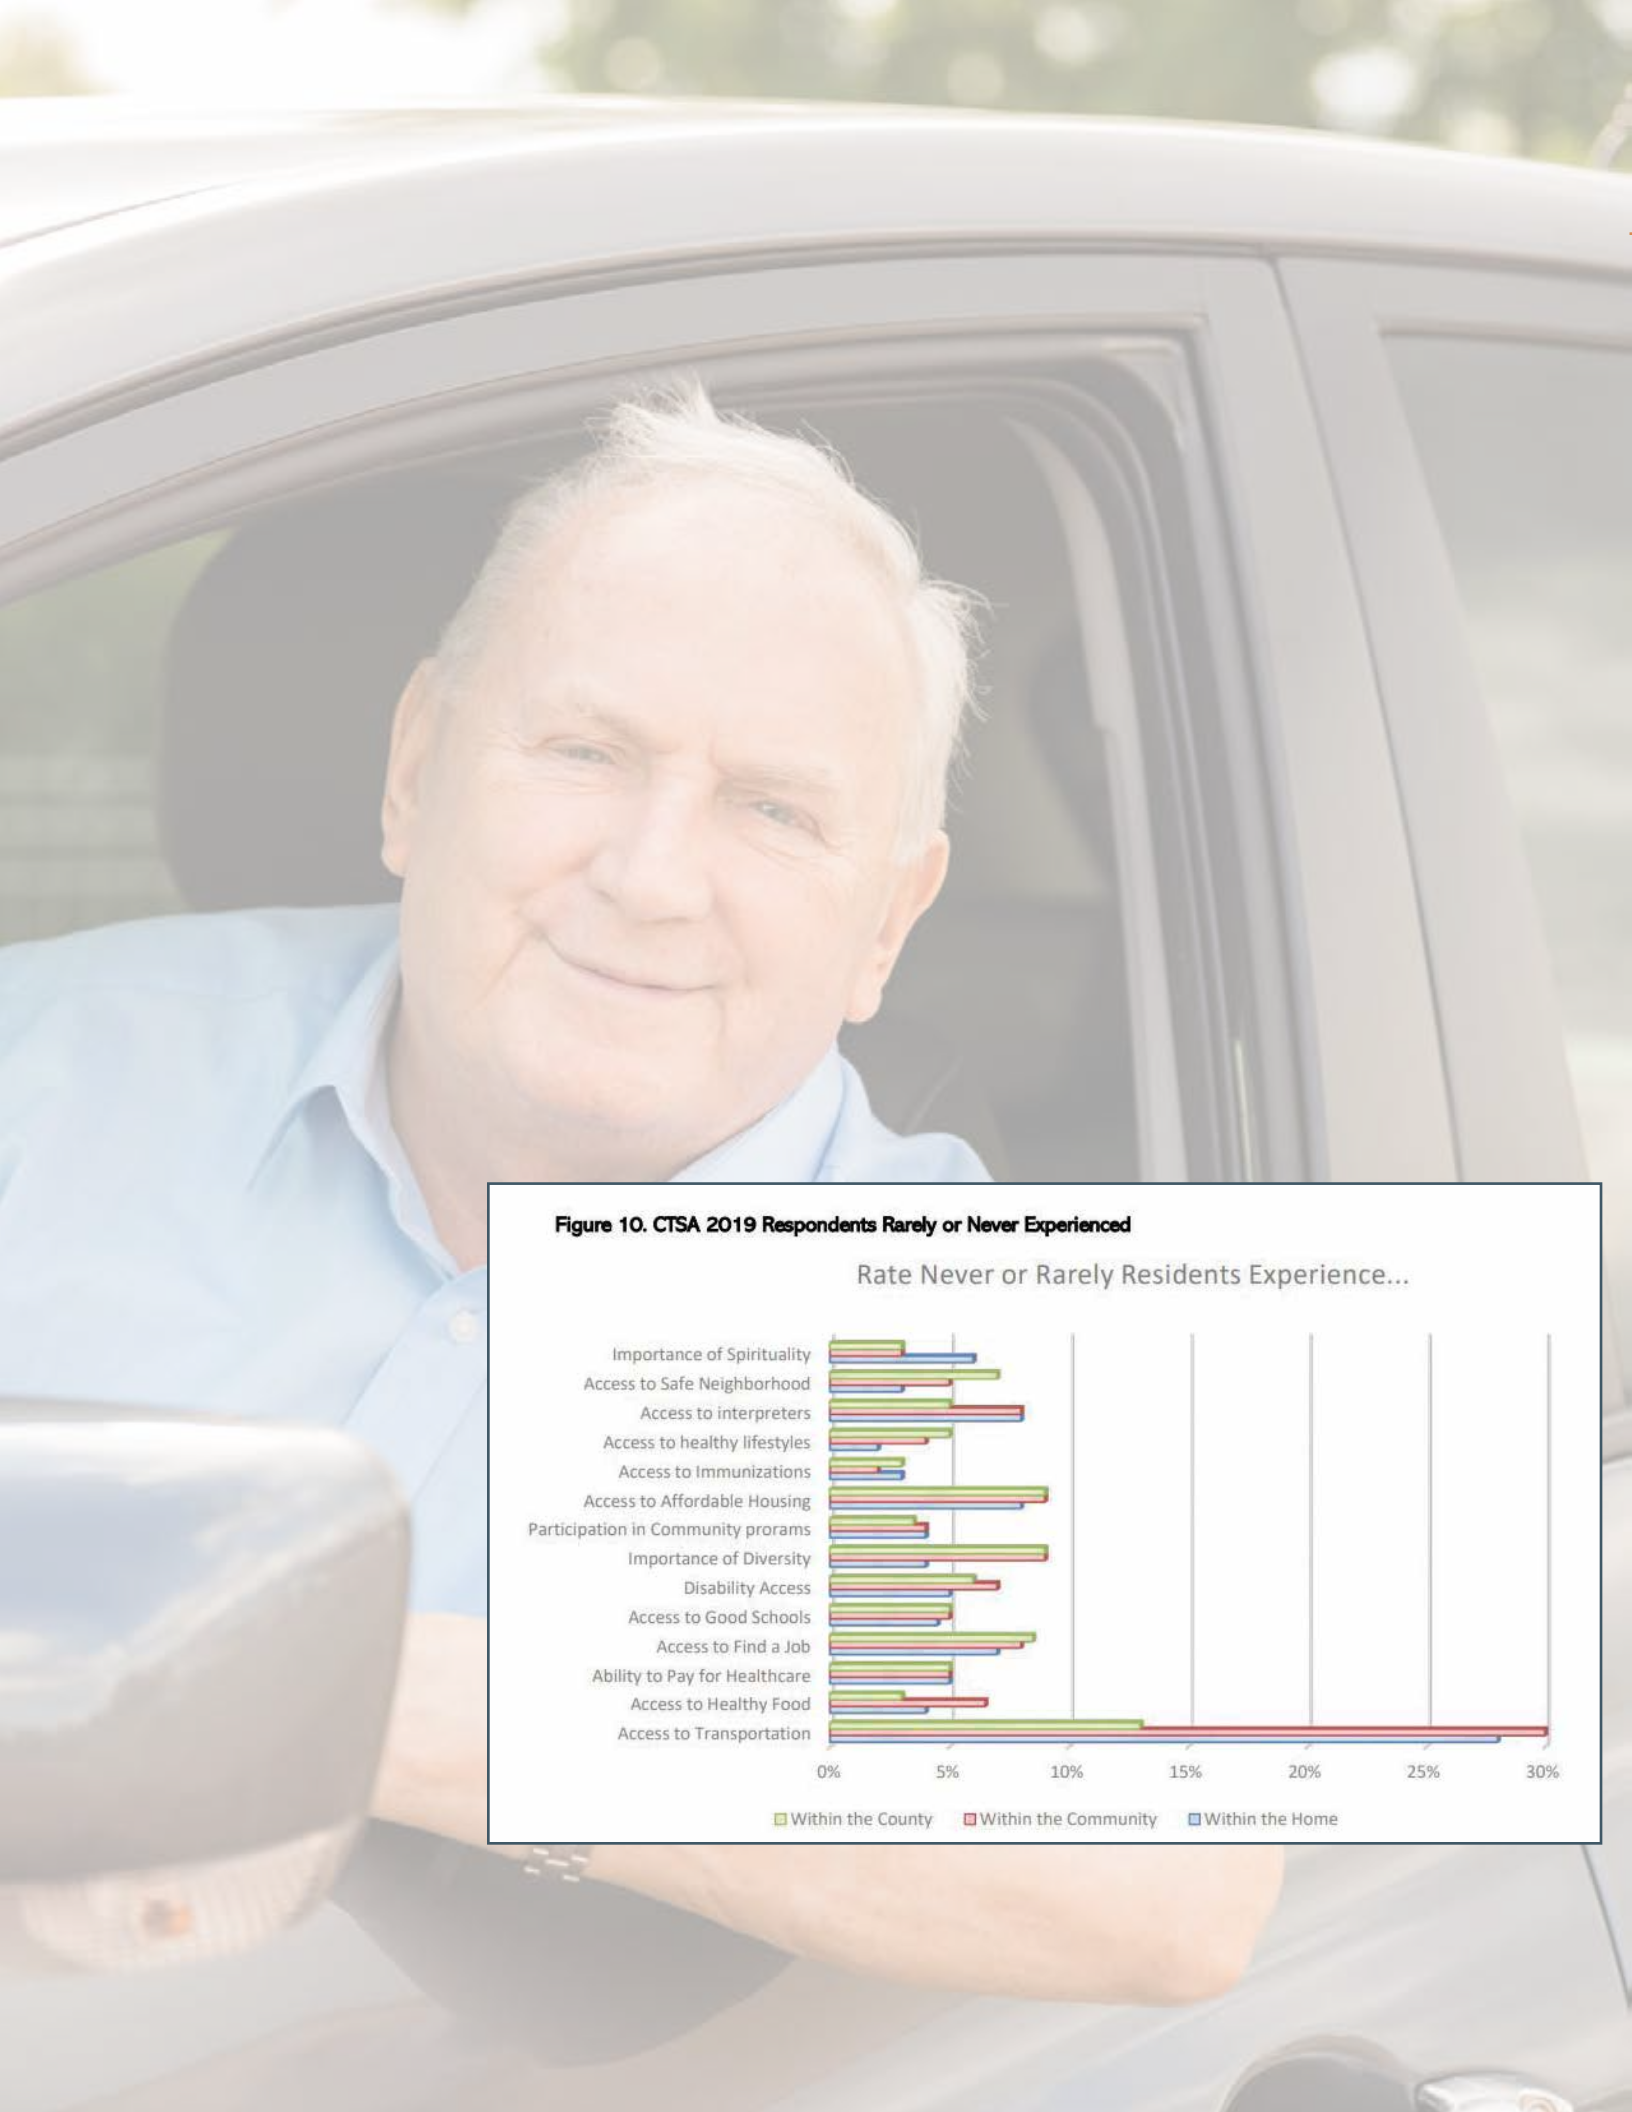 Figure 10. CTSA 2019 Respondents Rarely or Never Experienced
Rate Never or Rarely Residents Experience...
Importance of Spirituality
Access to Safe Neighborhood
Access to interpreters
Access to healthy lifestyles
Access to Immunizations
Access to Affordable Housing
Participation in Community prorams
Importance of Diversity
Disability Access
Access to Good Schools
Access to Find a Job
Ability to Pay for Healthcare
Access to Healthy Food
Access to Transportation
0% 5% 10% 15% 20% 25% 30%
Within the County Within the Community Within the Home